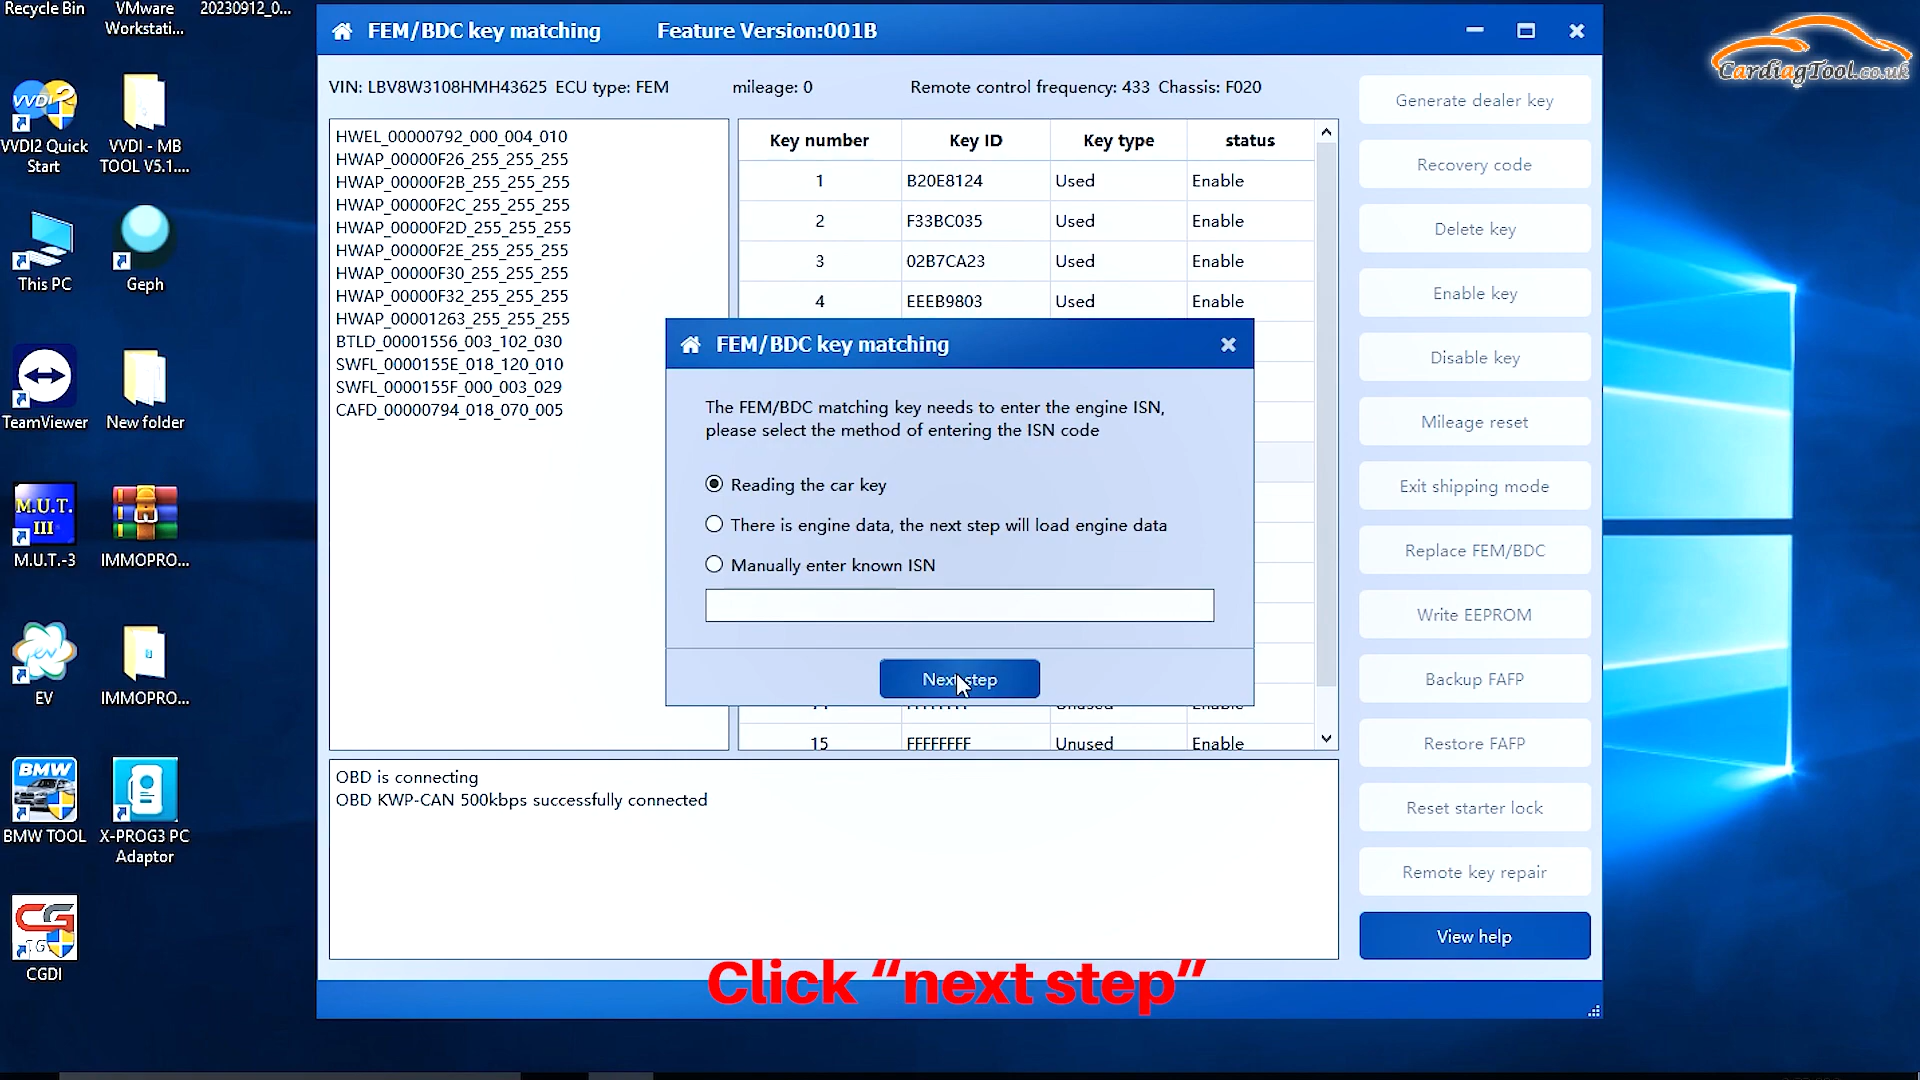 Recycle Bin
VMware
Workstati...
20230912_0...
VVDI2 Quick
Start
VVDI - MB
TOOL V5.1....
This PC
Geph
TeamViewer
New folder
M.U.T.
III
M.U.T.-3
IMMOPRO...
EV
IMMOPRO...
BMW
BMW TOOL
X-PROG3 PC
Adaptor
CGDI
FEM/BDC key matching
Feature Version:001B
CardiagTool.co.uk
VIN: LBV8W3108HMH43625 ECU type: FEM
mileage: 0
Remote control frequency: 433 Chassis: F020
HWEL_00000792_000_004_010
HWAP_00000F26_255_255_255
HWAP_00000F2B_255_255_255
HWAP_00000F2C_255_255_255
HWAP_00000F2D_255_255_255
HWAP_00000F2E_255_255_255
HWAP_00000F30_255_255_255
HWAP_00000F32_255_255_255
HWAP_00001263_255_255_255
BTLD_00001556_003_102_030
SWFL_0000155E_018_120_010
SWFL_0000155F_000_003_029
CAFD_00000794_018_070_005
Key number Key ID Key type status
1 B20E8124 Used Enable
2 F33BC035 Used Enable
3 02B7CA23 Used Enable
4 EEEB9803 Used Enable
15 FFFFFFFF Unused Enable
FEM/BDC key matching
The FEM/BDC matching key needs to enter the engine ISN,
please select the method of entering the ISN code
Reading the car key
There is engine data, the next step will load engine data
Manually enter known ISN
Next step
OBD is connecting
OBD KWP-CAN 500kbps successfully connected
Generate dealer key
Recovery code
Delete key
Enable key
Disable key
Mileage reset
Exit shipping mode
Replace FEM/BDC
Write EEPROM
Backup FAFP
Restore FAFP
Reset starter lock
Remote key repair
View help
Click “next step”